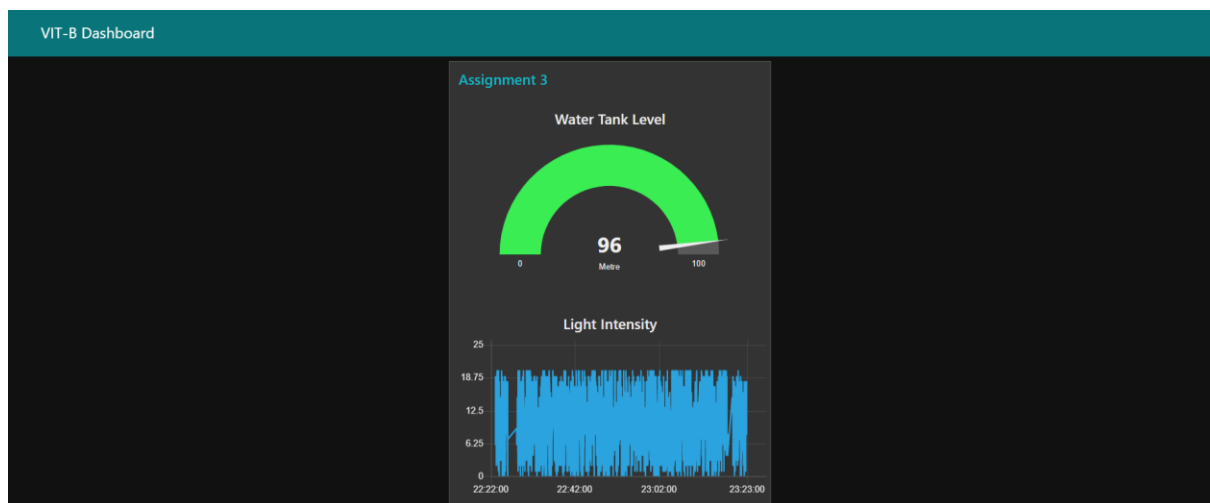 VIT-B Dashboard
Assignment 3
Water Tank Level
96
0 Metre 100
Light Intensity
25
18.75
12.5
6.25
0
22:22:00 22:42:00 23:02:00 23:23:00